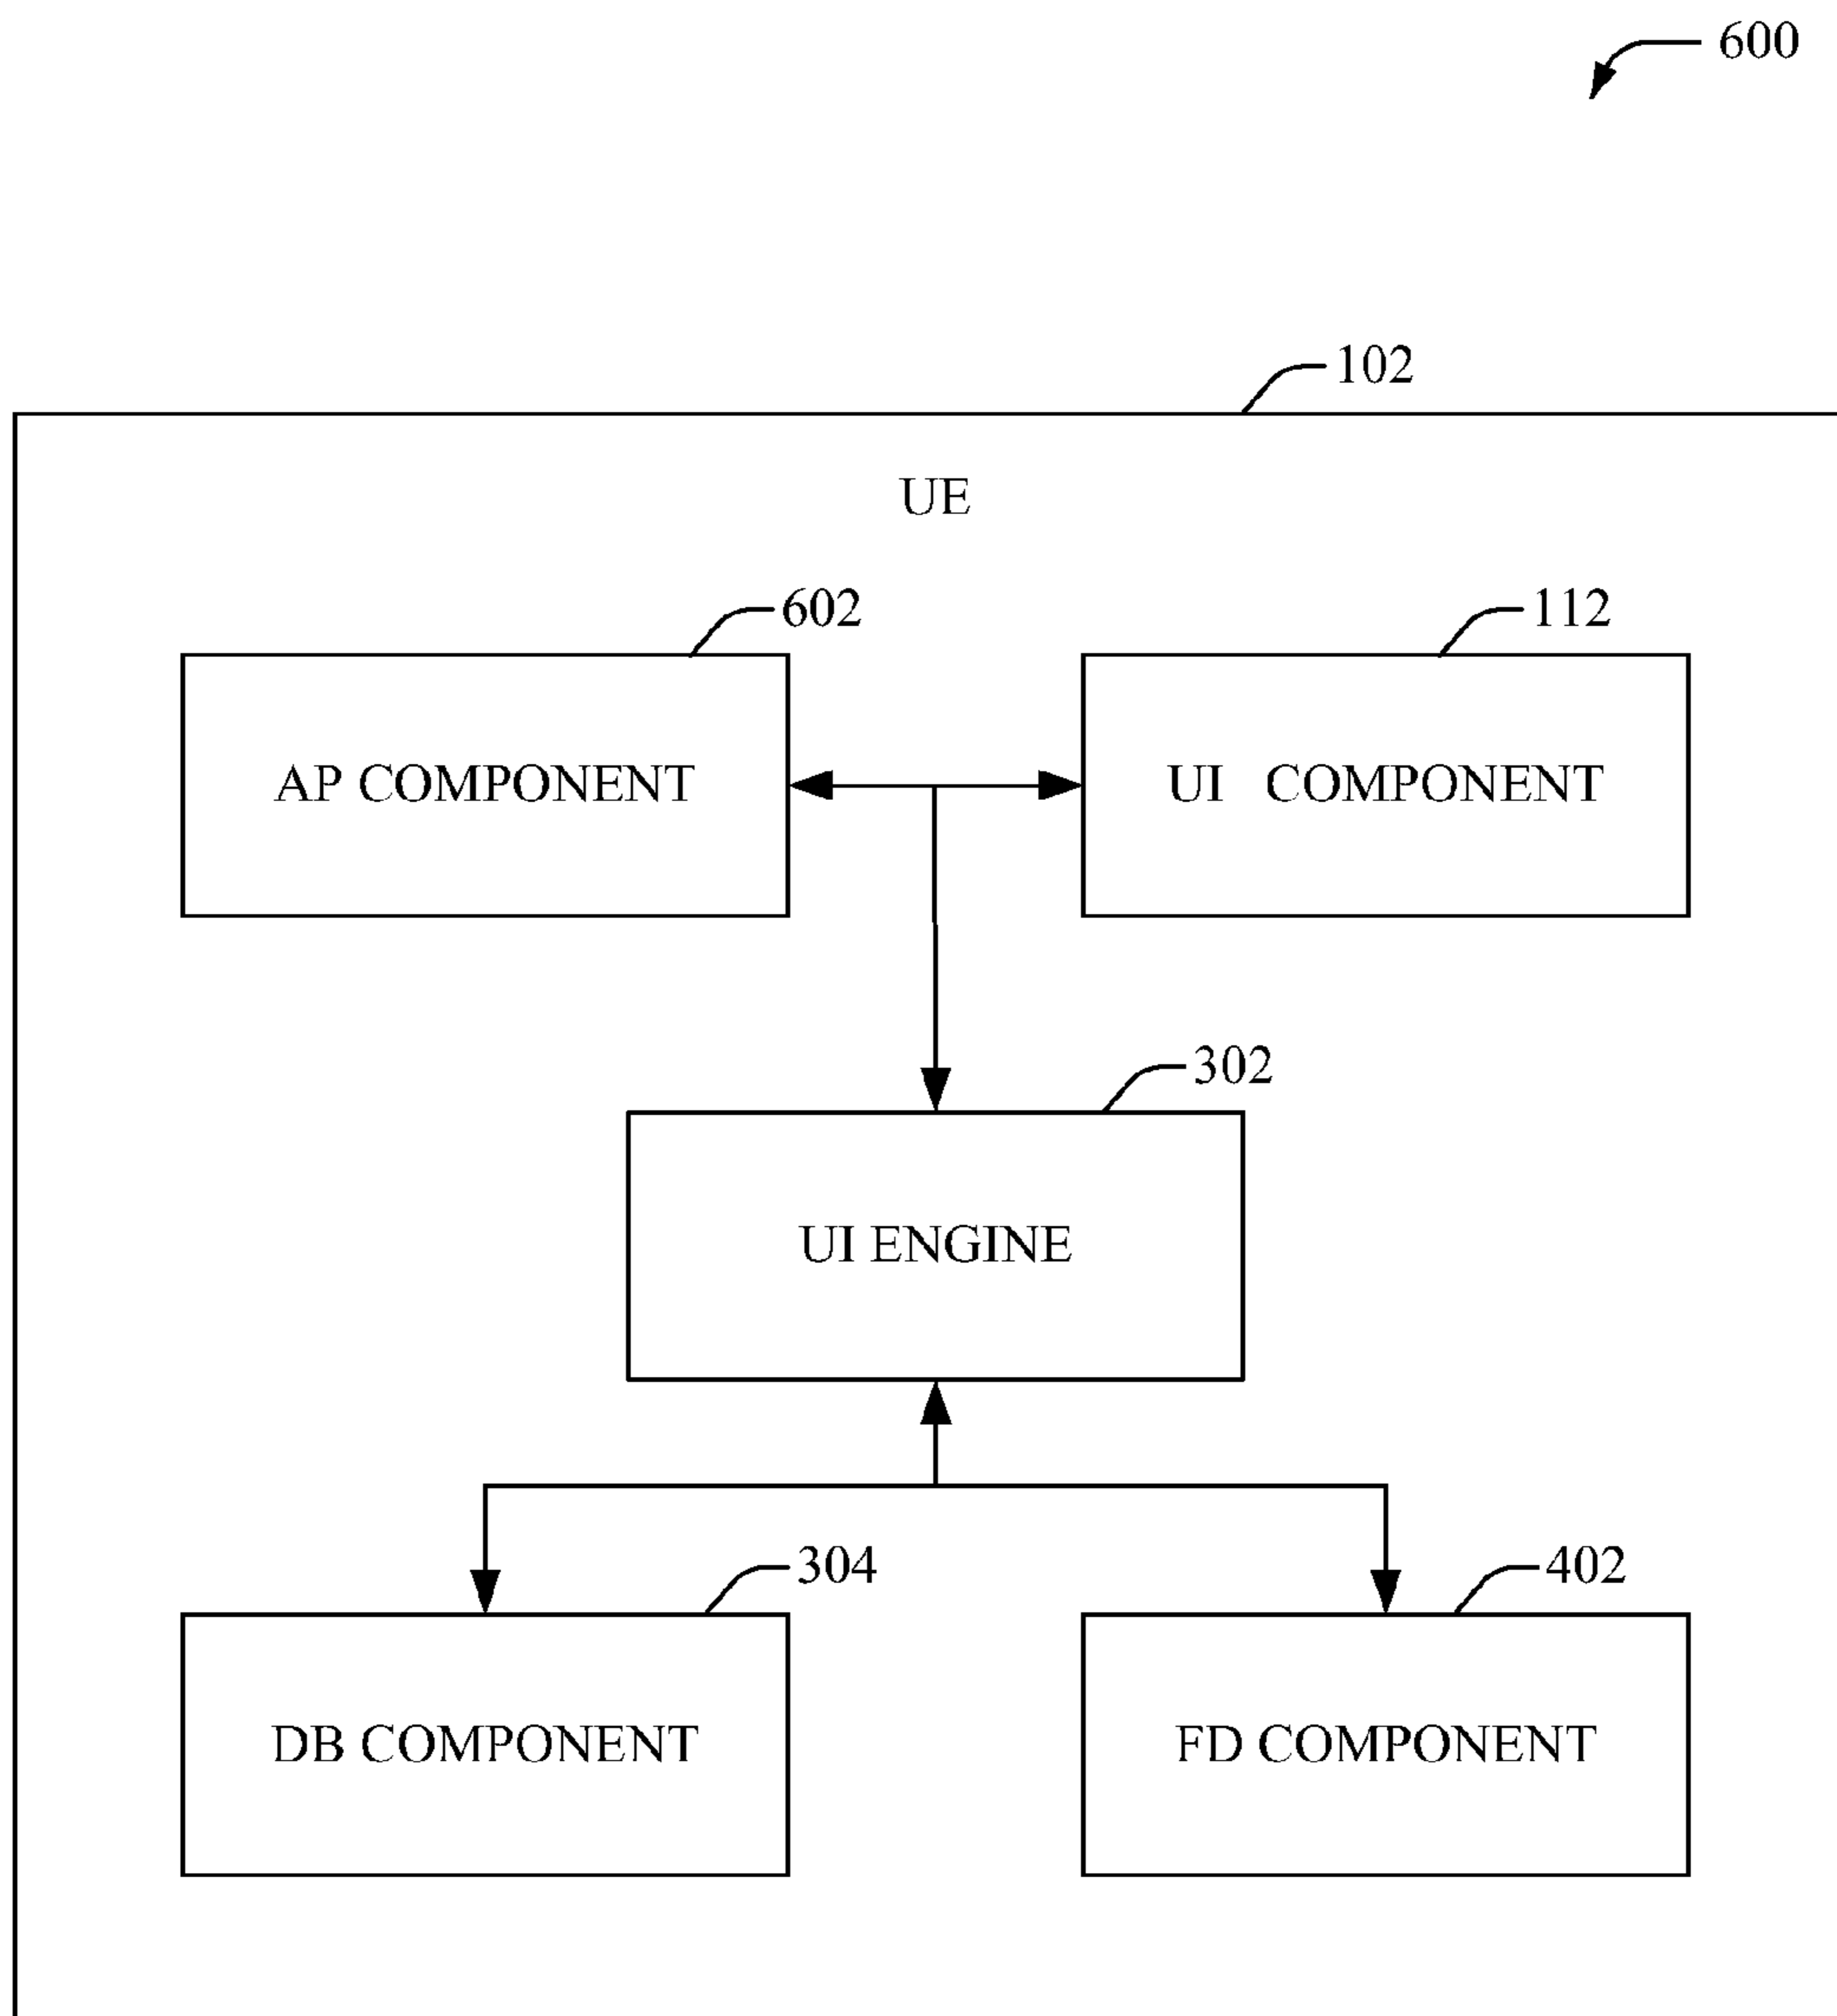 600
102
UE
602
112
AP COMPONENT
UI COMPONENT
302
UI ENGINE
304
402
DB COMPONENT
FD COMPONENT